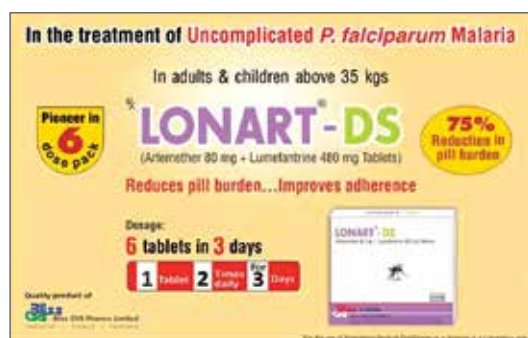 In the treatment of Uncomplicated P. falciparum Malaria
In adults & children above 35 kgs
Pioneer in
6
dose pack
℞ LONART®-DS
(Artemether 80 mg + Lumefantrine 480 mg Tablets)
75%
Reduction in
pill burden
Reduces pill burden...Improves adherence
Dosage:
6 tablets in 3 days
1 Tablet 2 Times daily for 3 Days
LONART®-DS
Quality product of
Bliss GVS Pharma Limited